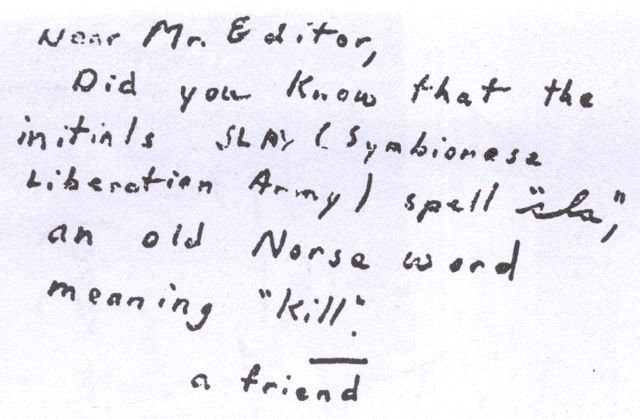 Dear Mr. Editor,
Did you know that the
initials SLAY (Symbionese
Liberation Army) spell "sla,"
an old Norse word
meaning "kill".
a friend